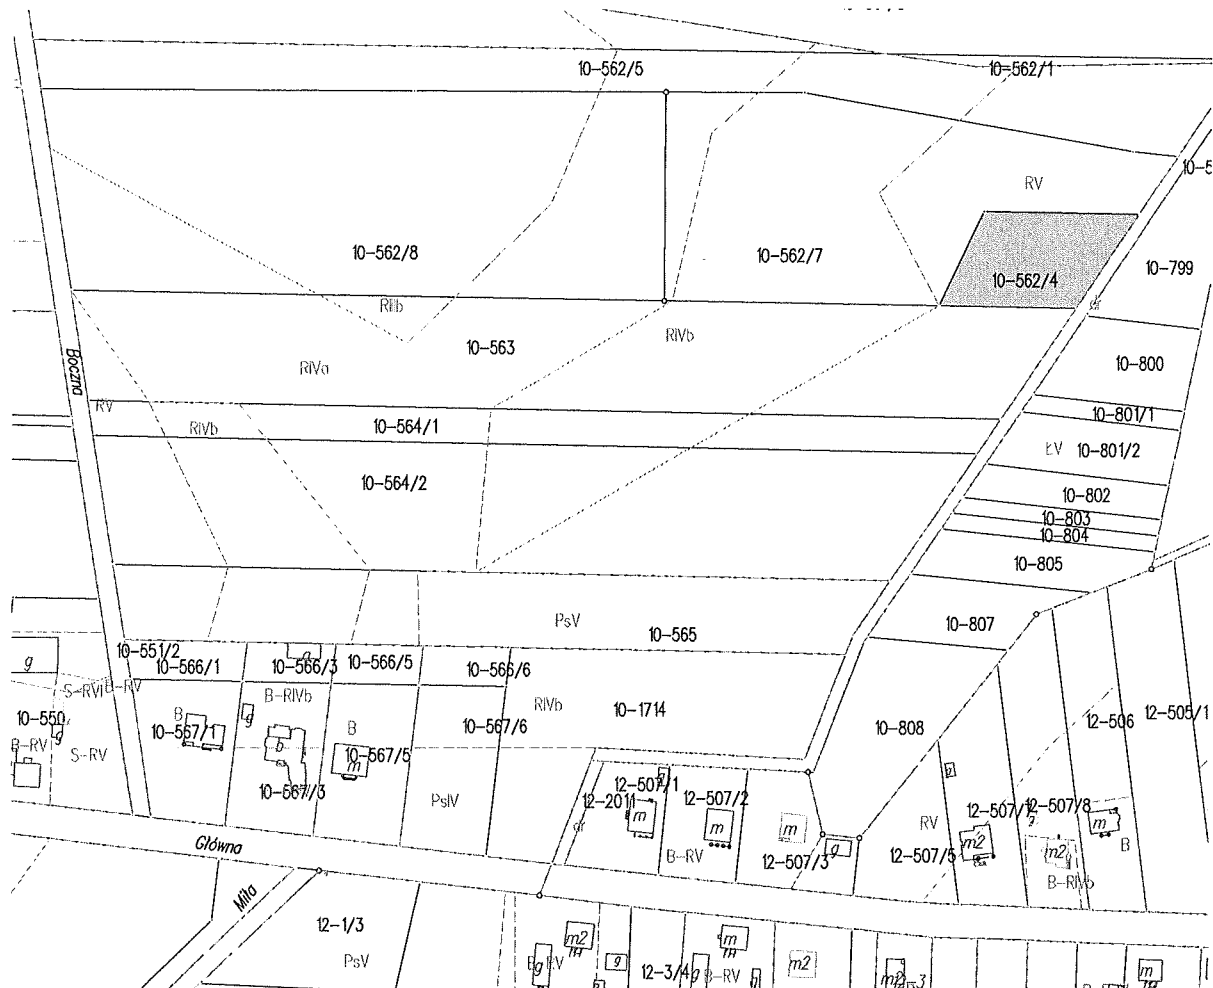 10-562/5
10-562/1
RV
10-562/8
10-562/7
10-562/4
10-799
dr
RIIIb
10-563
RIVb
RIVa
10-800
Boczna
RV
RIVb
10-564/1
10-801/1
ŁV
10-801/2
10-564/2
10-802
10-803
10-804
10-805
PsV
10-565
10-807
10-551/2
g
10-566/1
10-566/3
10-566/5
10-566/6
S-RVI
B-RV
B-RIVb
RIVb
10-1714
10-550
g
B
g
B
10-567/6
10-808
12-506
12-505/1
B-RV
S-RV
10-567/1
b
10-567/5
m
10-567/3
PsIV
12-2011
12-507/1
g
12-507/2
dr
m
m
m
RV
12-507/7
12-507/8
m
B
Główna
B-RV
12-507/3
g
12-507/5
m2
m2
g
B-RIVb
Miła
12-1/3
PsV
m2
m
g
g
12-3/4
g
B-RV
g
m2
m